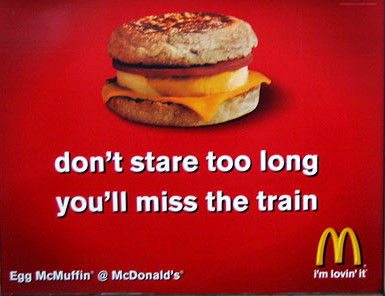 don't stare too long
you'll miss the train
Egg McMuffin® @ McDonald's®
M
i'm lovin' it®